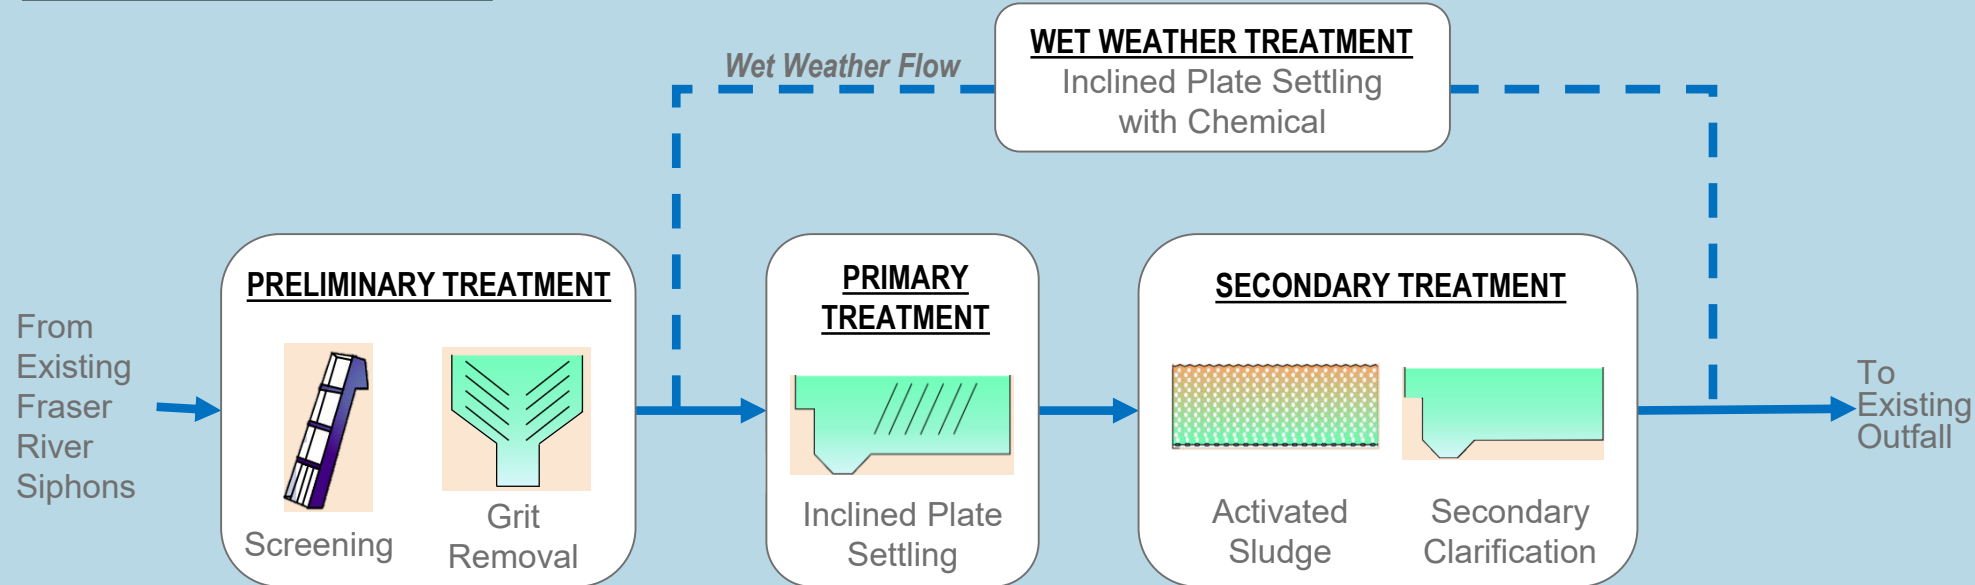 WET WEATHER TREATMENT
Inclined Plate Settling
with Chemical
Wet Weather Flow
From
Existing
Fraser
River
Siphons
PRELIMINARY TREATMENT
Screening
Grit
Removal
PRIMARY
TREATMENT
Inclined Plate
Settling
SECONDARY TREATMENT
Activated
Sludge
Secondary
Clarification
To
Existing
Outfall